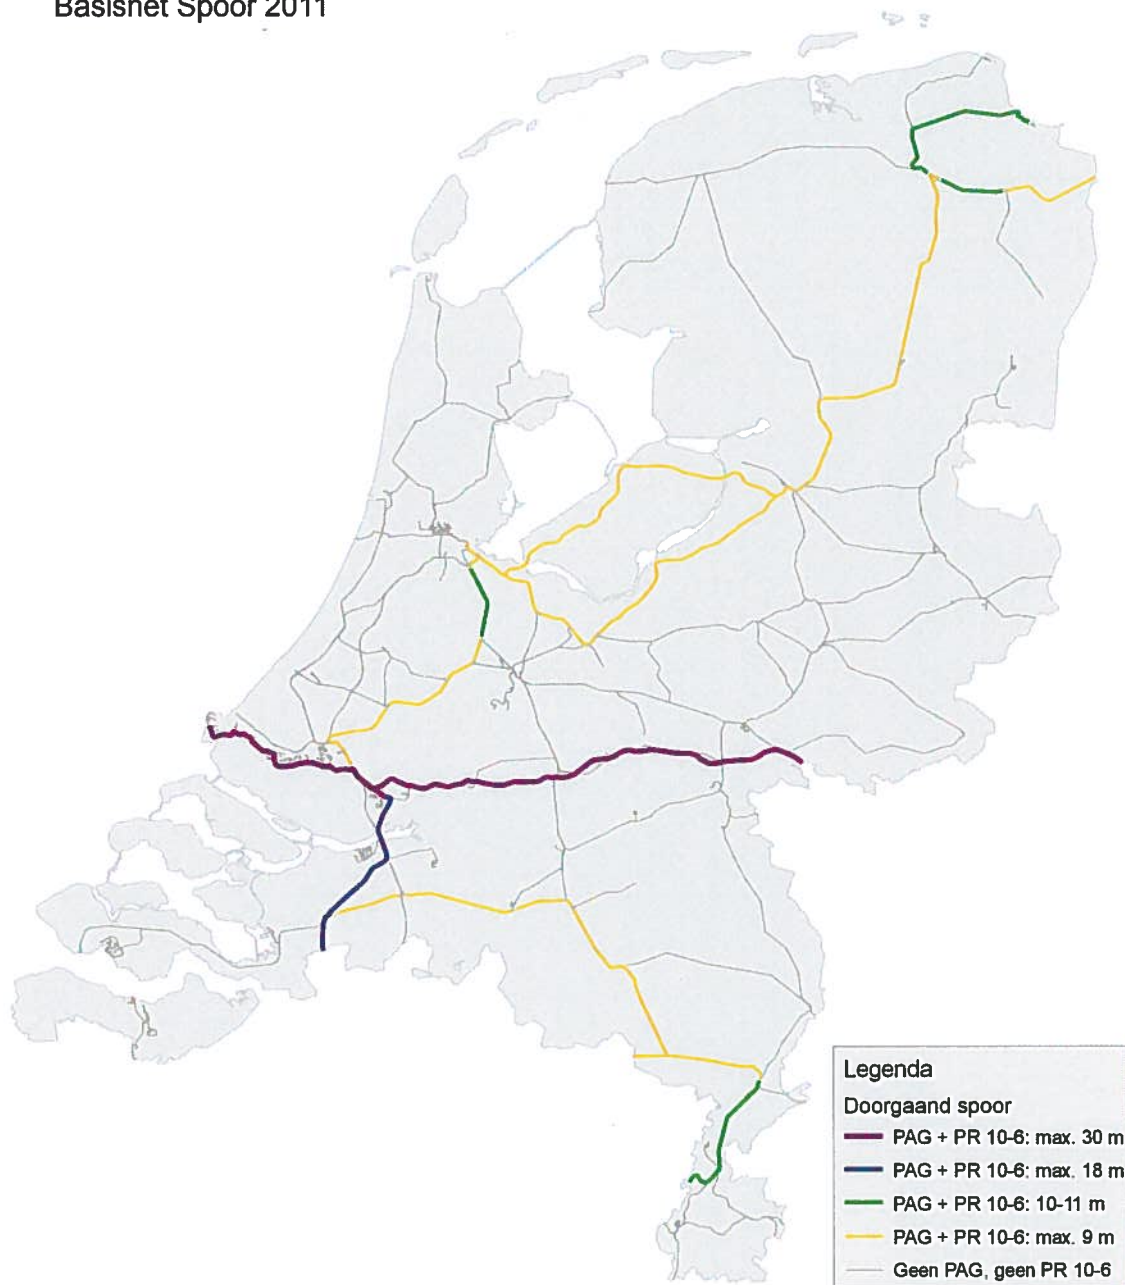 Basisnet Spoor 2011
Legenda
Doorgaand spoor
PAG + PR 10-6: max. 30 m
PAG + PR 10-6: max. 18 m
PAG + PR 10-6: 10-11 m
PAG + PR 10-6: max. 9 m
Geen PAG, geen PR 10-6